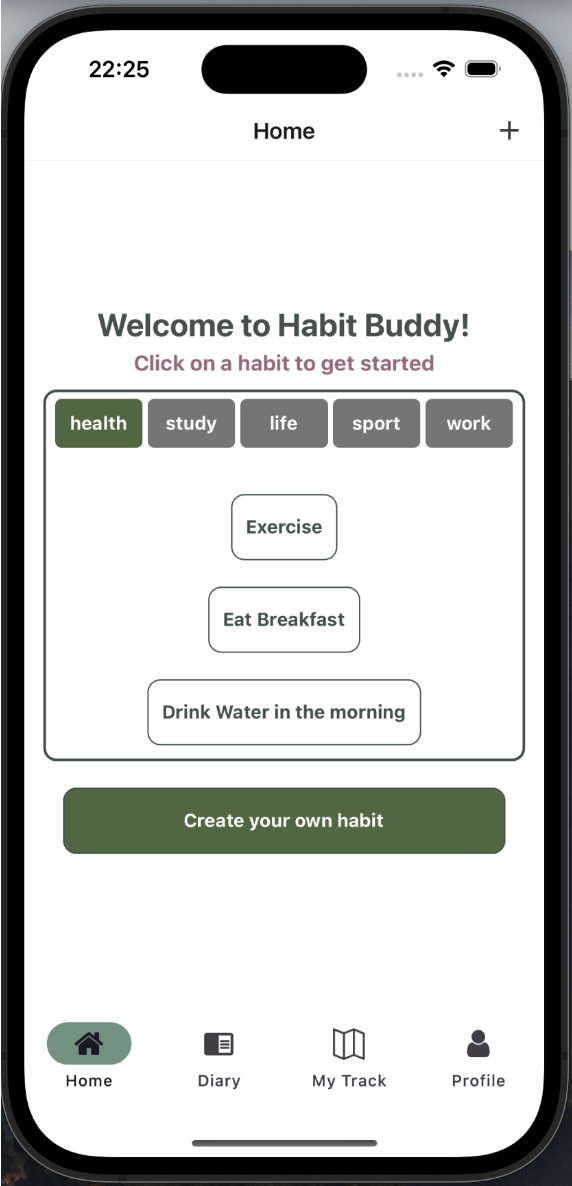 22:25
Home
Welcome to Habit Buddy!
Click on a habit to get started
health study life sport work
Exercise
Eat Breakfast
Drink Water in the morning
Create your own habit
Home Diary My Track Profile